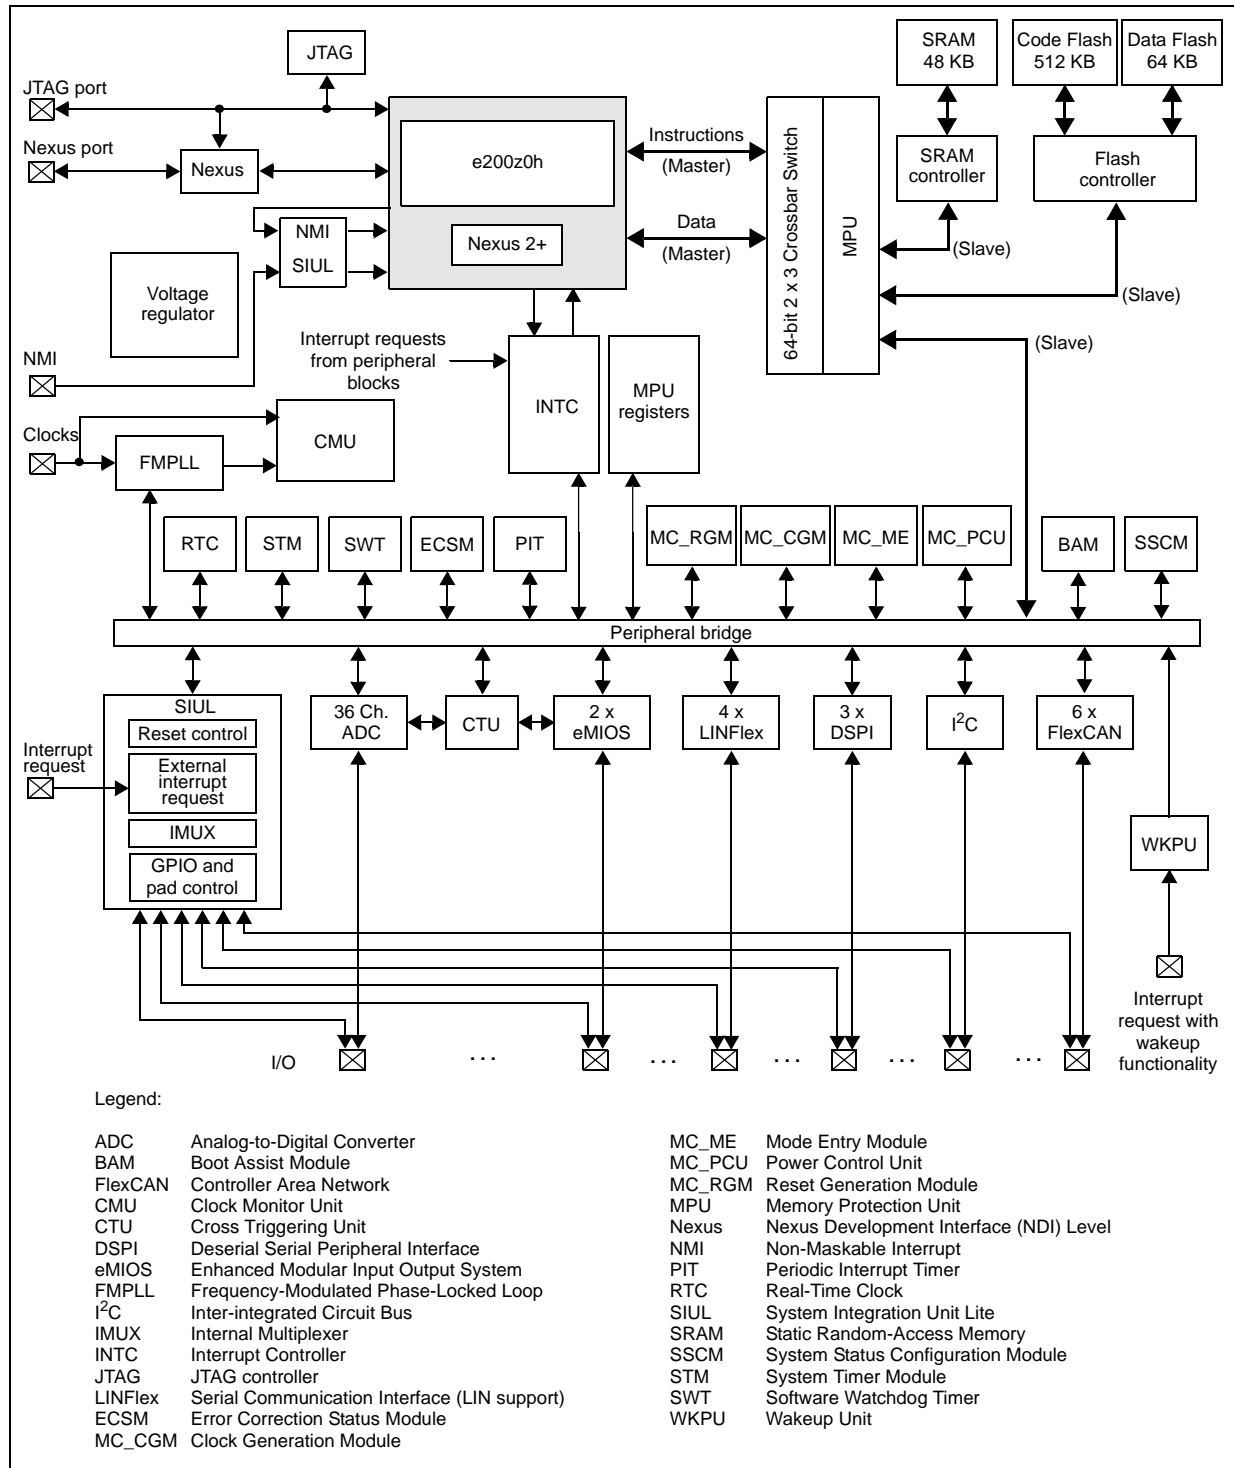 JTAG
SRAM
48 KB
Code Flash
512 KB
Data Flash
64 KB
JTAG port
Nexus port
Nexus
e200z0h
Nexus 2+
Instructions
(Master)
Data
(Master)
64-bit 2 x 3 Crossbar Switch
MPU
SRAM
controller
Flash
controller
(Slave)
(Slave)
(Slave)
NMI
SIUL
Voltage
regulator
NMI
Interrupt requests
from peripheral
blocks
INTC
MPU
registers
Clocks
FMPLL
CMU
RTC
STM
SWT
ECSM
PIT
MC_RGM
MC_CGM
MC_ME
MC_PCU
BAM
SSCM
Peripheral bridge
SIUL
Reset control
External
interrupt
request
IMUX
GPIO and
pad control
Interrupt
request
36 Ch.
ADC
CTU
2 x
eMIOS
4 x
LINFlex
3 x
DSPI
I2C
6 x
FlexCAN
WKPU
Interrupt
request with
wakeup
functionality
I/O
. . .
. . .
. . .
. . .
. . .
Legend:
ADC Analog-to-Digital Converter
BAM Boot Assist Module
FlexCAN Controller Area Network
CMU Clock Monitor Unit
CTU Cross Triggering Unit
DSPI Deserial Serial Peripheral Interface
eMIOS Enhanced Modular Input Output System
FMPLL Frequency-Modulated Phase-Locked Loop
I2C Inter-integrated Circuit Bus
IMUX Internal Multiplexer
INTC Interrupt Controller
JTAG JTAG controller
LINFlex Serial Communication Interface (LIN support)
ECSM Error Correction Status Module
MC_CGM Clock Generation Module
MC_ME Mode Entry Module
MC_PCU Power Control Unit
MC_RGM Reset Generation Module
MPU Memory Protection Unit
Nexus Nexus Development Interface (NDI) Level
NMI Non-Maskable Interrupt
PIT Periodic Interrupt Timer
RTC Real-Time Clock
SIUL System Integration Unit Lite
SRAM Static Random-Access Memory
SSCM System Status Configuration Module
STM System Timer Module
SWT Software Watchdog Timer
WKPU Wakeup Unit